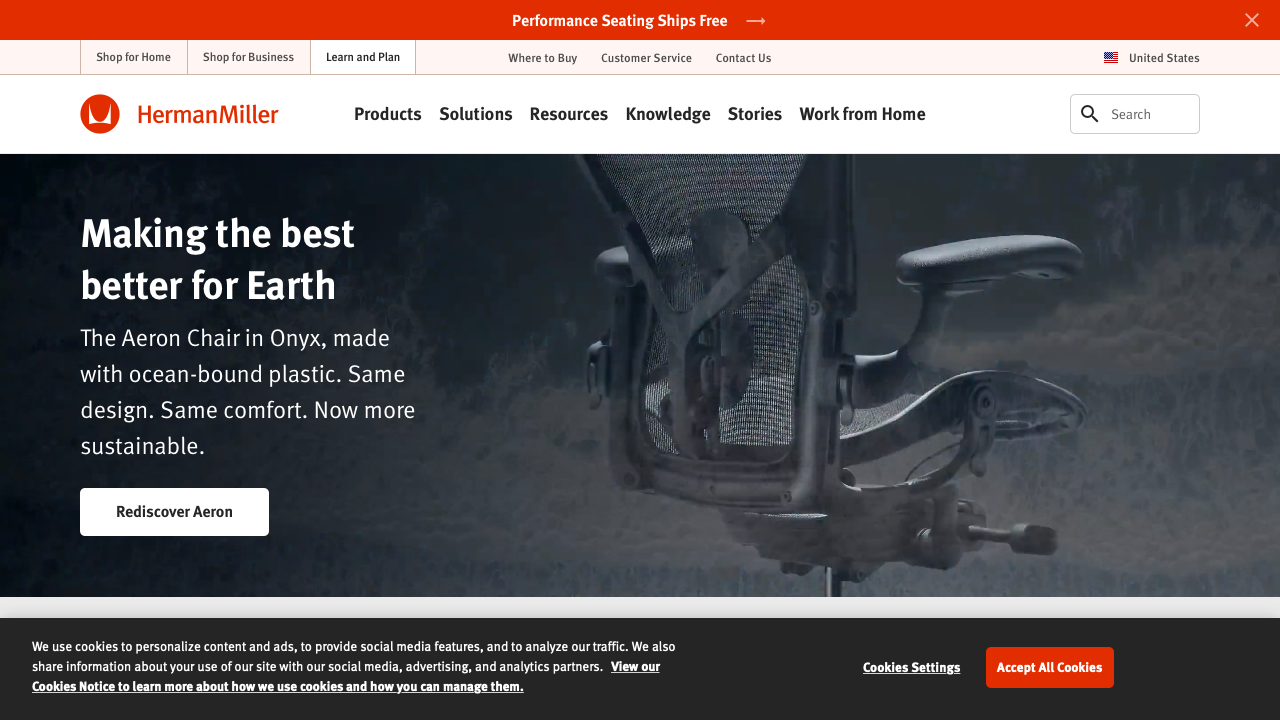 Performance Seating Ships Free
Shop for Home
Shop for Business
Learn and Plan
Where to Buy
Customer Service
Contact Us
United States
HermanMiller
Products
Solutions
Resources
Knowledge
Stories
Work from Home
Search
Making the best
better for Earth
The Aeron Chair in Onyx, made
with ocean-bound plastic. Same
design. Same comfort. Now more
sustainable.
Rediscover Aeron
We use cookies to personalize content and ads, to provide social media features, and to analyze our traffic. We also
share information about your use of our site with our social media, advertising, and analytics partners. View our
Cookies Notice to learn more about how we use cookies and how you can manage them.
Cookies Settings
Accept All Cookies